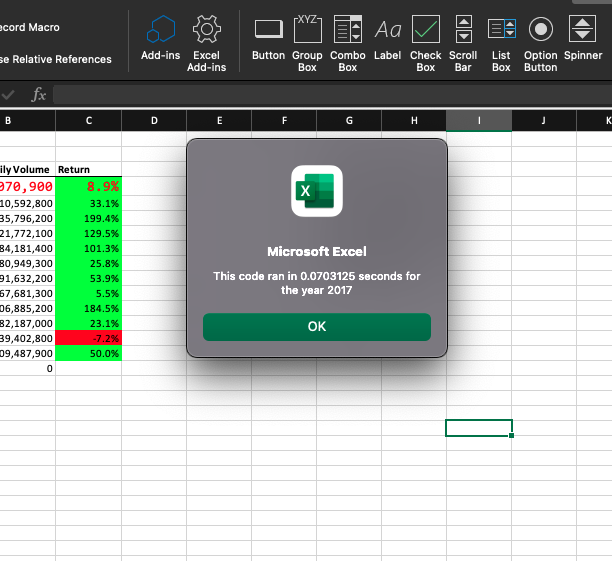 ecord Macro
se Relative References
Add-ins
Excel
Add-ins
Button
XYZ
Group
Box
Combo
Box
Aa
Label
Check
Box
Scroll
Bar
List
Box
Option
Button
Spinner
fx
B C D E F G H I J K
ily Volume Return
070,900 8.9%
10,592,800 33.1%
35,796,200 199.4%
21,772,100 129.5%
84,181,400 101.3%
80,949,300 25.8%
91,632,200 53.9%
67,681,300 5.5%
06,885,200 184.5%
82,187,000 23.1%
39,402,800 -7.2%
09,487,900 50.0%
0
X
Microsoft Excel
This code ran in 0.0703125 seconds for
the year 2017
OK